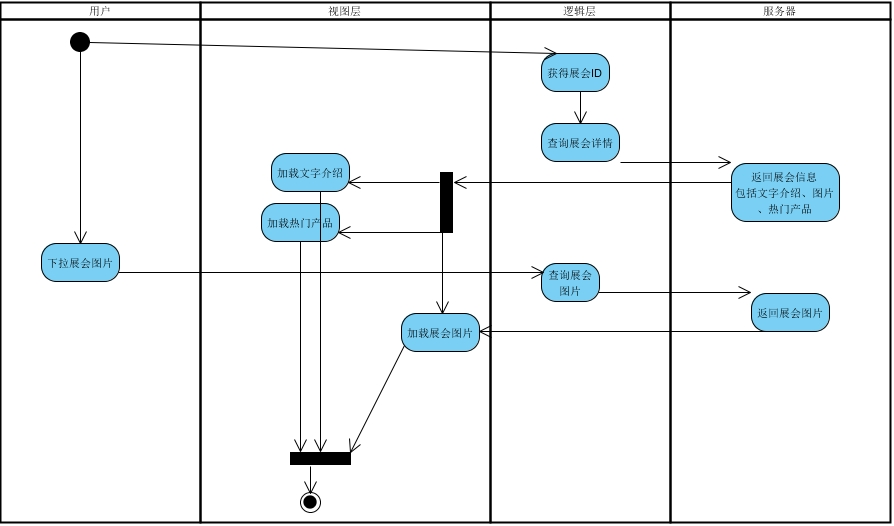 用户
视图层
逻辑层
服务器
获得展会ID
查询展会详情
加载文字介绍
返回展会信息
包括文字介绍、图片
、热门产品
加载热门产品
下拉展会图片
查询展会
图片
返回展会图片
加载展会图片